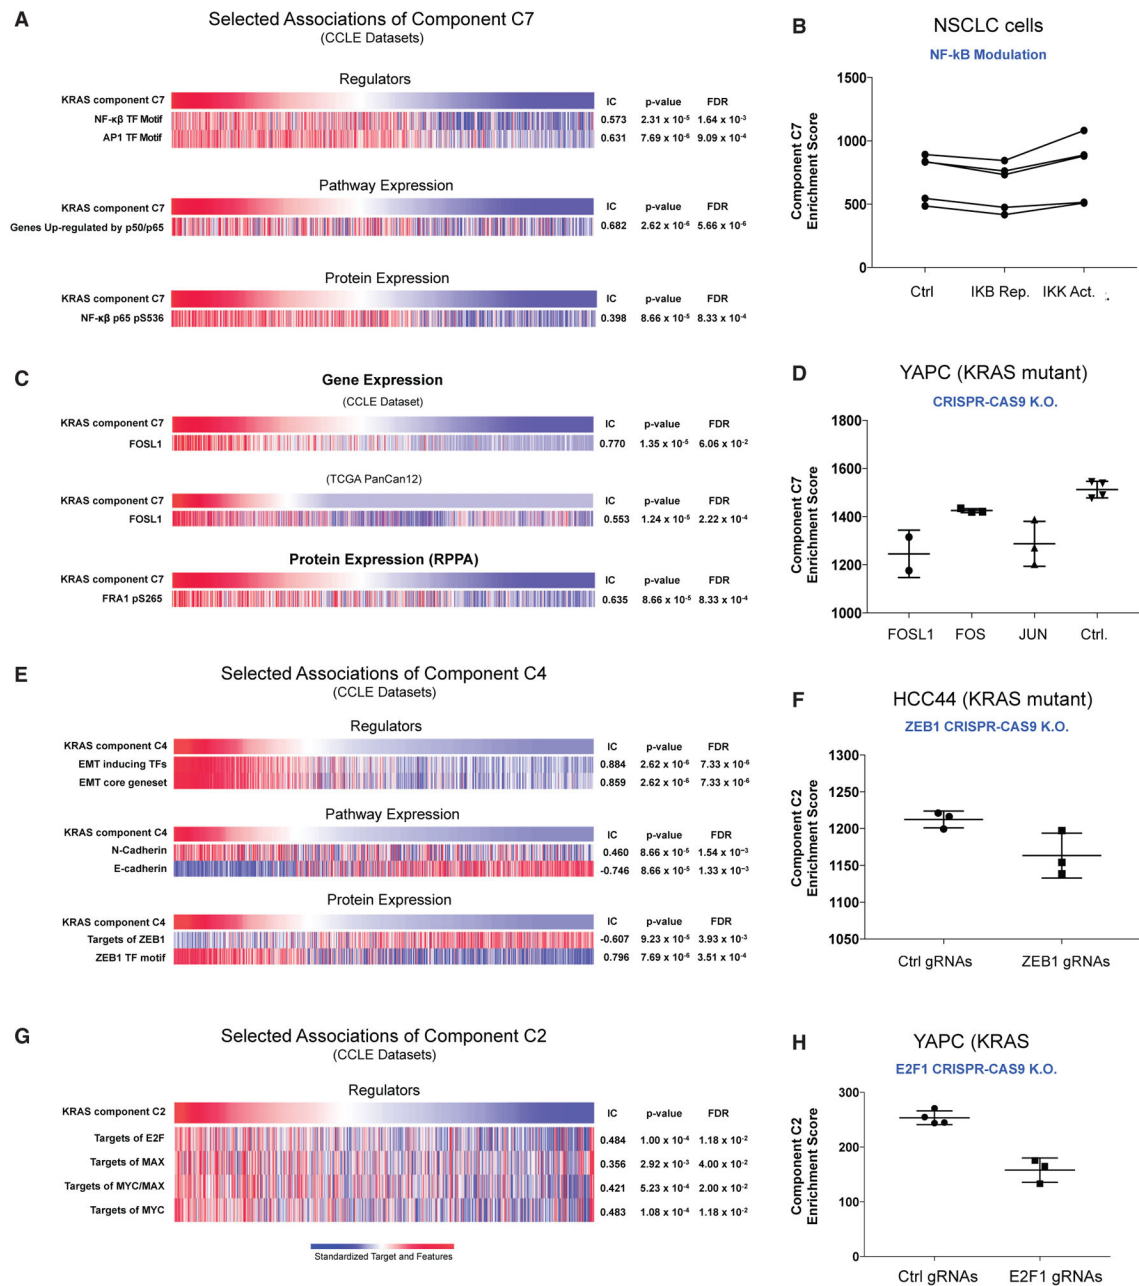 A
Selected Associations of Component C7
(CCLE Datasets)
Regulators
KRAS component C7 IC p-value FDR
NF-κβ TF Motif 0.573 2.31 x 10-5 1.64 x 10-3
AP1 TF Motif 0.631 7.69 x 10-6 9.09 x 10-4
Pathway Expression
KRAS component C7 IC p-value FDR
Genes Up-regulated by p50/p65 0.682 2.62 x 10-6 5.66 x 10-6
Protein Expression
KRAS component C7 IC p-value FDR
NF-κβ p65 pS536 0.398 8.66 x 10-5 8.33 x 10-4
B
NSCLC cells
NF-kB Modulation
Component C7
Enrichment Score
1500
1000
500
0
Ctrl IKB Rep. IKK Act.
C
Gene Expression
(CCLE Dataset)
KRAS component C7 IC p-value FDR
FOSL1 0.770 1.35 x 10-5 6.06 x 10-2
(TCGA PanCan12)
KRAS component C7 IC p-value FDR
FOSL1 0.553 1.24 x 10-5 2.22 x 10-4
Protein Expression (RPPA)
KRAS component C7 IC p-value FDR
FRA1 pS265 0.635 8.66 x 10-5 8.33 x 10-4
D
YAPC (KRAS mutant)
CRISPR-CAS9 K.O.
Component C7
Enrichment Score
1800
1600
1400
1200
1000
FOSL1 FOS JUN Ctrl.
E
Selected Associations of Component C4
(CCLE Datasets)
Regulators
KRAS component C4 IC p-value FDR
EMT inducing TFs 0.884 2.62 x 10-6 7.33 x 10-6
EMT core geneset 0.859 2.62 x 10-6 7.33 x 10-6
Pathway Expression
KRAS component C4 IC p-value FDR
N-Cadherin 0.460 8.66 x 10-5 1.54 x 10−3
E-cadherin -0.746 8.66 x 10-5 1.33 x 10−3
Protein Expression
KRAS component C4 IC p-value FDR
Targets of ZEB1 -0.607 9.23 x 10-5 3.93 x 10-3
ZEB1 TF motif 0.796 7.69 x 10-6 3.51 x 10-4
F
HCC44 (KRAS mutant)
ZEB1 CRISPR-CAS9 K.O.
Component C2
Enrichment Score
1300
1250
1200
1150
1100
1050
Ctrl gRNAs ZEB1 gRNAs
G
Selected Associations of Component C2
(CCLE Datasets)
Regulators
KRAS component C2 IC p-value FDR
Targets of E2F 0.484 1.00 x 10-4 1.18 x 10-2
Targets of MAX 0.356 2.92 x 10-3 4.00 x 10-2
Targets of MYC/MAX 0.421 5.23 x 10-4 2.00 x 10-2
Targets of MYC 0.483 1.08 x 10-4 1.18 x 10-2
Standardized Target and Features
H
YAPC (KRAS
E2F1 CRISPR-CAS9 K.O.
Component C2
Enrichment Score
300
200
100
0
Ctrl gRNAs E2F1 gRNAs